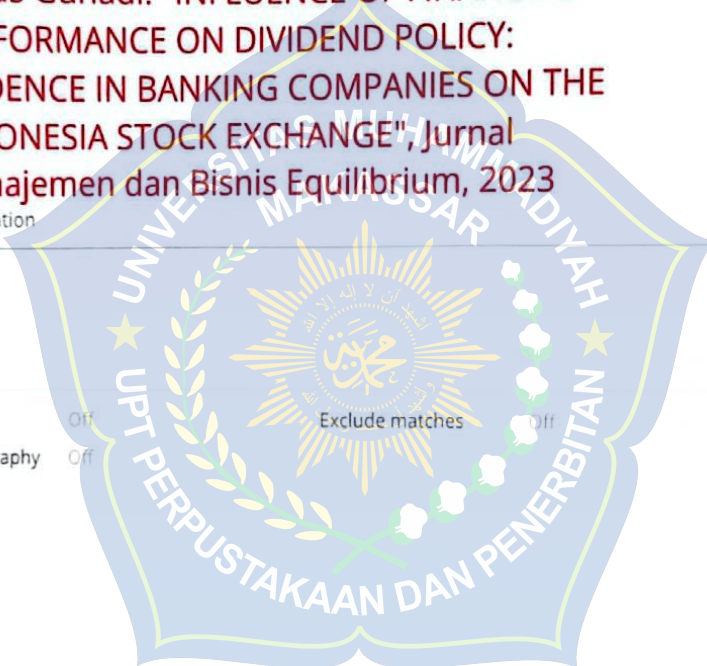 FORMANCE ON DIVIDEND POLICY:
DENCE IN BANKING COMPANIES ON THE
ONESIA STOCK EXCHANGE", Jurnal
najemen dan Bisnis Equilibrium, 2023
ation
UNIVERSITAS MUHAMMADIYAH
MAKASSAR
Off
Exclude matches
Off
aphy
Off
UPT PERPUSTAKAAN DAN PENERBITAN